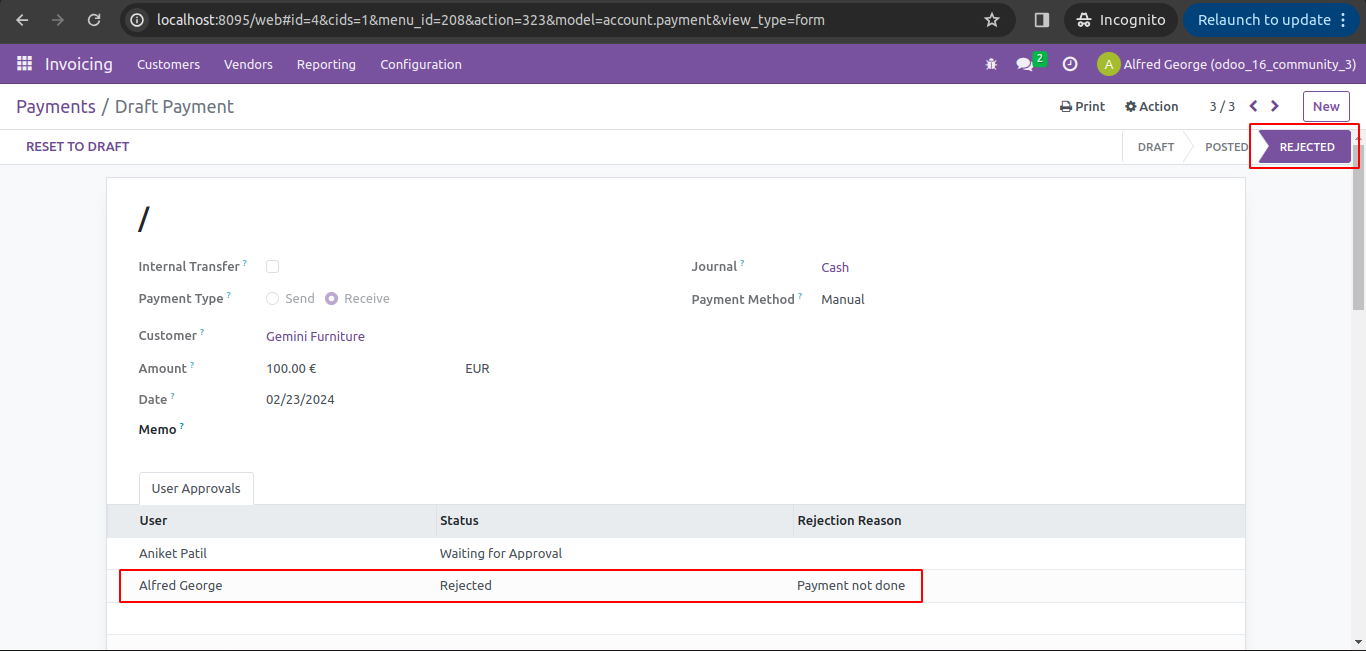 localhost:8095/web#id=4&cids=1&menu_id=208&action=323&model=account.payment&view_type=form Incognito Relaunch to update
Invoicing Customers Vendors Reporting Configuration 2 A Alfred George (odoo_16_community_3)
Payments / Draft Payment Print Action 3 / 3 New
RESET TO DRAFT DRAFT POSTED REJECTED
/
Internal Transfer ? Journal ? Cash
Payment Type ? Send Receive Payment Method ? Manual
Customer ? Gemini Furniture
Amount ? 100.00 € EUR
Date ? 02/23/2024
Memo ?
User Approvals
User Status Rejection Reason
Aniket Patil Waiting for Approval
Alfred George Rejected Payment not done